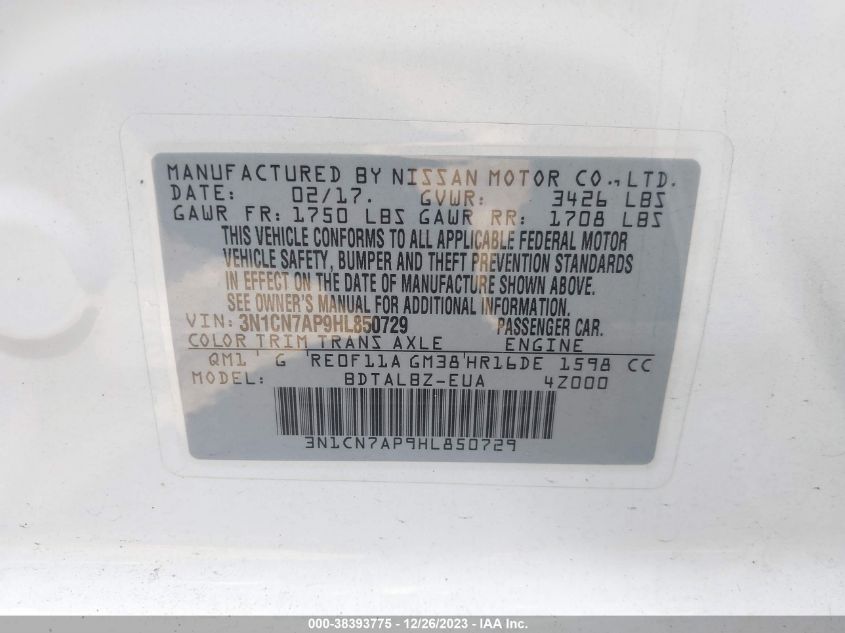 MANUFACTURED BY NISSAN MOTOR CO., LTD.
DATE: 02/17. GVWR: 3426 LBS
GAWR FR: 1750 LBS GAWR RR: 1708 LBS
THIS VEHICLE CONFORMS TO ALL APPLICABLE FEDERAL MOTOR
VEHICLE SAFETY, BUMPER AND THEFT PREVENTION STANDARDS
IN EFFECT ON THE DATE OF MANUFACTURE SHOWN ABOVE.
SEE OWNER'S MANUAL FOR ADDITIONAL INFORMATION.
VIN: 3N1CN7AP9HL850729 PASSENGER CAR.
COLOR TRIM TRANS AXLE ENGINE
QM1 ' G 'RE0F11A GM38'HR16DE 1598 CC
MODEL: BDTALBZ-EUA 4Z000
3N1CN7AP9HL850729
000-38393775 - 12/26/2023 - IAA Inc.